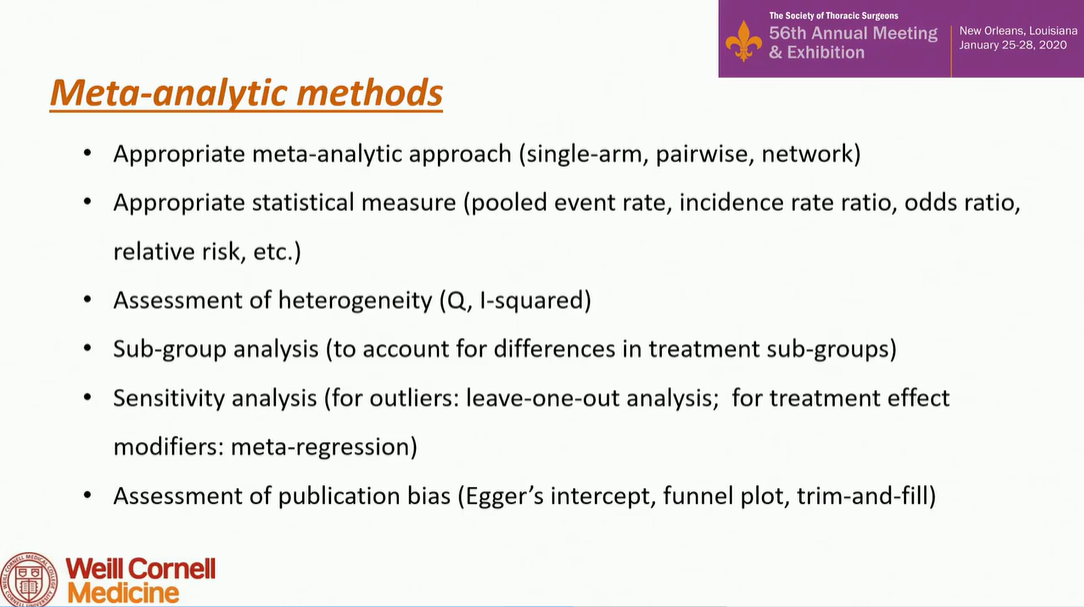 The Society of Thoracic Surgeons
56th Annual Meeting
& Exhibition
New Orleans, Louisiana
January 25-28, 2020
Meta-analytic methods
• Appropriate meta-analytic approach (single-arm, pairwise, network)
• Appropriate statistical measure (pooled event rate, incidence rate ratio, odds ratio,
relative risk, etc.)
• Assessment of heterogeneity (Q, I-squared)
• Sub-group analysis (to account for differences in treatment sub-groups)
• Sensitivity analysis (for outliers: leave-one-out analysis;  for treatment effect
modifiers: meta-regression)
• Assessment of publication bias (Egger’s intercept, funnel plot, trim-and-fill)
Weill Cornell
Medicine